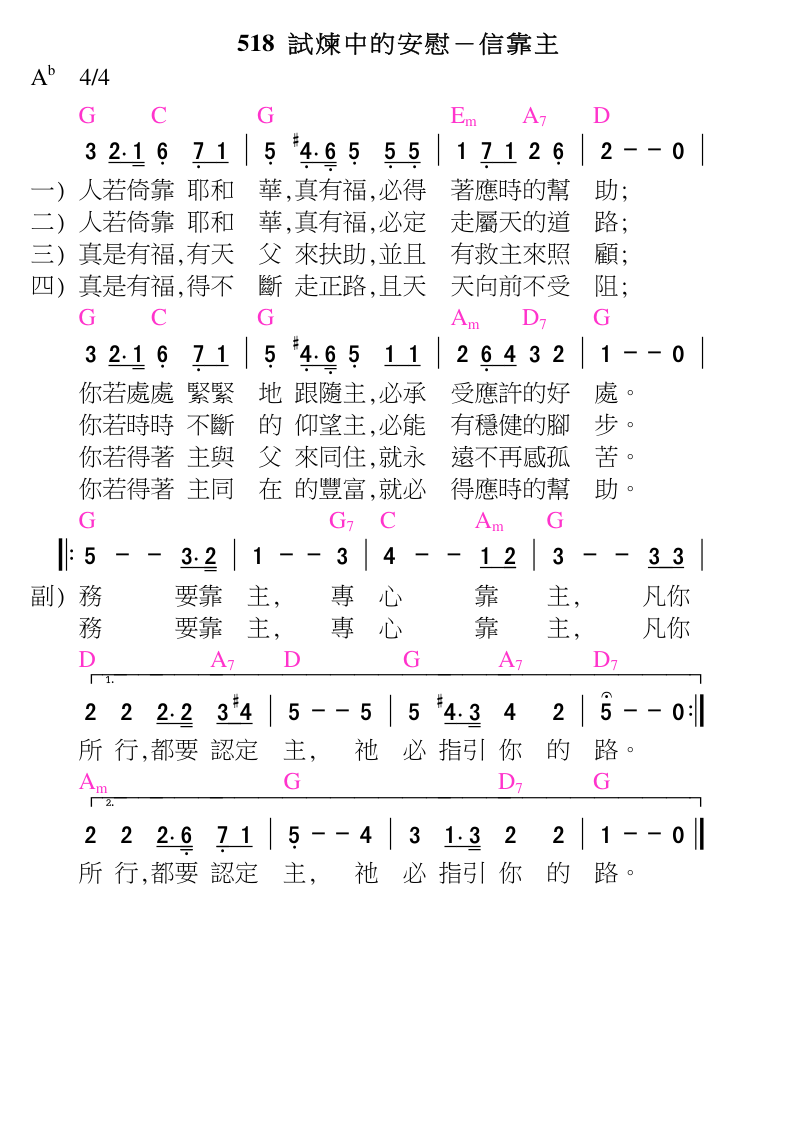 518 試煉中的安慰－信靠主
A♭ 4/4
G C G Em A7 D
3 2· 1 6 7 1 | 5 #4· 6 5 5 5 | 1 7 1 2 6 | 2 － － 0 |
一) 人若倚靠 耶和 華,真有福,必得 著應時的幫 助;
二) 人若倚靠 耶和 華,真有福,必定 走屬天的道 路;
三) 真是有福,有天 父 來扶助,並且 有救主來照 顧;
四) 真是有福,得不 斷 走正路,且天 天向前不受 阻;
G C G Am D7 G
3 2· 1 6 7 1 | 5 #4· 6 5 1 1 | 2 6 4 3 2 | 1 － － 0 |
你若處處 緊緊 地 跟隨主,必承 受應許的好 處。
你若時時 不斷 的 仰望主,必能 有穩健的腳 步。
你若得著 主與 父 來同住,就永 遠不再感孤 苦。
你若得著 主同 在 的豐富,就必 得應時的幫 助。
G G7 C Am G
‖: 5 － － 3· 2 | 1 － － 3 | 4 － － 1 2 | 3 － － 3 3 |
副) 務 要靠 主, 專 心 靠 主, 凡你
務 要靠 主, 專 心 靠 主, 凡你
D A7 D G A7 D7
1.
2 2 2· 2 3 #4 | 5 － － 5 | 5 #4· 3 4 2 | 5 － － 0 :‖
所 行,都要 認定 主, 祂 必 指引 你 的 路。
Am G D7 G
2.
2 2 2· 6 7 1 | 5 － － 4 | 3 1· 3 2 2 | 1 － － 0 ‖
所 行,都要 認定 主, 祂 必 指引 你 的 路。